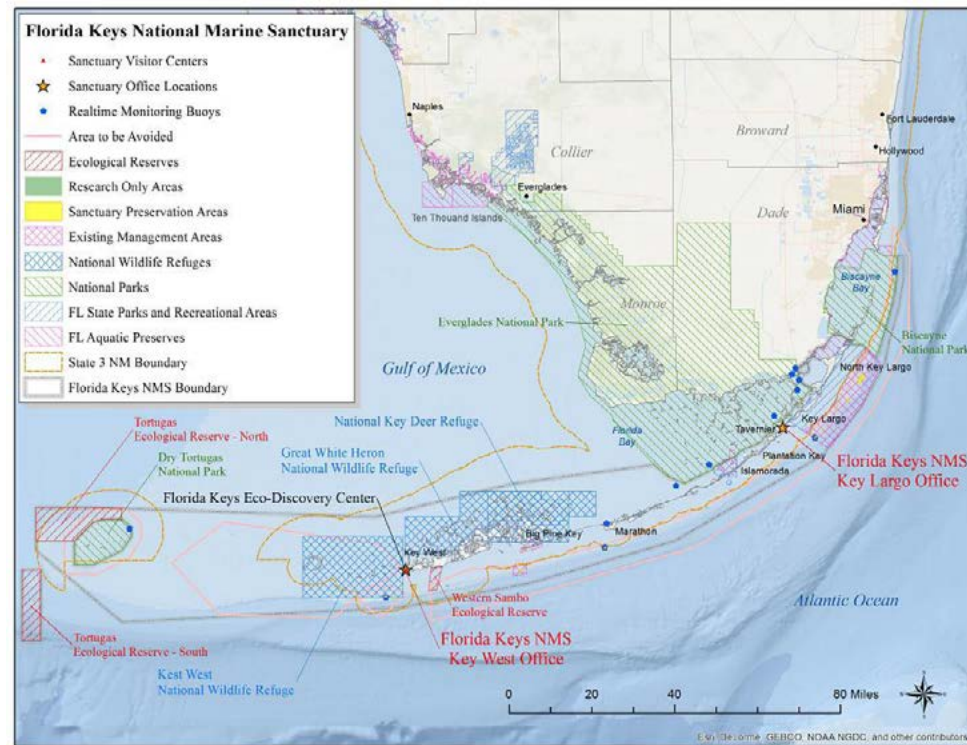 Florida Keys National Marine Sanctuary
Sanctuary Visitor Centers
Sanctuary Office Locations
Realtime Monitoring Buoys
Area to be Avoided
Ecological Reserves
Research Only Areas
Sanctuary Preservation Areas
Existing Management Areas
National Wildlife Refuges
National Parks
FL State Parks and Recreational Areas
FL Aquatic Preserves
State 3 NM Boundary
Florida Keys NMS Boundary
Naples
Collier
Broward
Fort Lauderdale
Hollywood
Everglades
Ten Thouand Islands
Dade
Miami
Monroe
Everglades National Park
Biscayne
Bay
Biscayne
National Park
Gulf of Mexico
North Key Largo
Key Largo
Tavernier
Florida
Bay
Plantation Key
Islamorada
Florida Keys NMS
Key Largo Office
Tortugas
Ecological Reserve - North
Dry Tortugas
National Park
National Key Deer Refuge
Great White Heron
National Wildlife Refuge
Florida Keys Eco-Discovery Center
Key West
Big Pine Key
Marathon
Western Sambo
Ecological Reserve
Atlantic Ocean
Tortugas
Ecological Reserve - South
Florida Keys NMS
Key West Office
Kest West
National Wildlife Refuge
0 20 40 80 Miles
Esri, DeLorme, GEBCO, NOAA NGDC, and other contributors